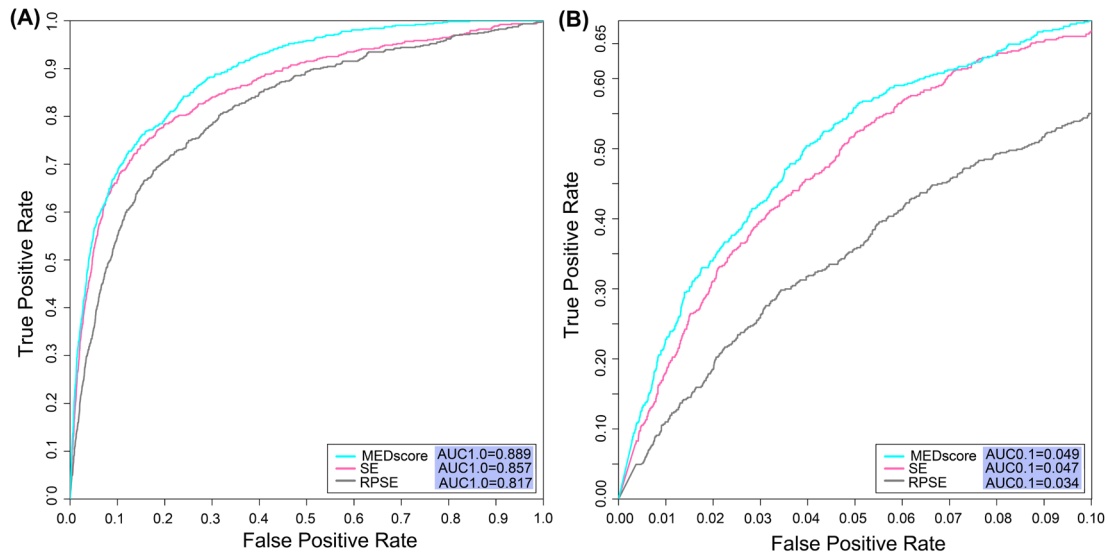 (A)
True Positive Rate
1.0
0.9
0.8
0.7
0.6
0.5
0.4
0.3
0.2
0.1
0.0
0.0 0.1 0.2 0.3 0.4 0.5 0.6 0.7 0.8 0.9 1.0
False Positive Rate
MEDscore AUC1.0=0.889
SE AUC1.0=0.857
RPSE AUC1.0=0.817
(B)
True Positive Rate
0.65
0.60
0.50
0.40
0.30
0.20
0.10
0.00
0.00 0.01 0.02 0.03 0.04 0.05 0.06 0.07 0.08 0.09 0.10
False Positive Rate
MEDscore AUC0.1=0.049
SE AUC0.1=0.047
RPSE AUC0.1=0.034